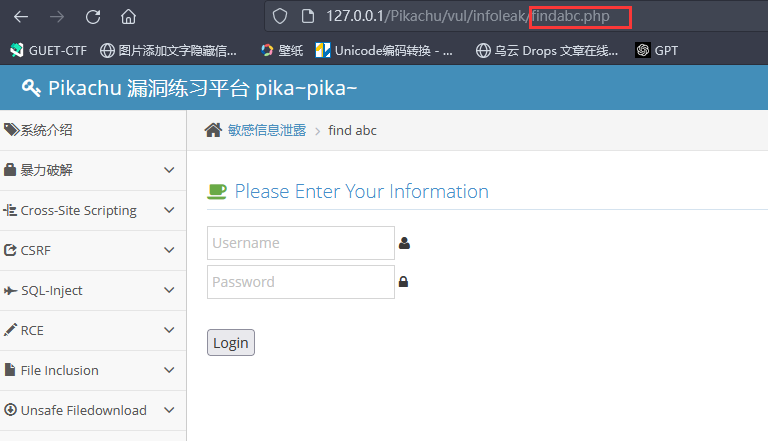 127.0.0.1/Pikachu/vul/infoleak/findabc.php
GUET-CTF 图片添加文字隐藏信... 壁纸 Unicode编码转换 - ... 乌云 Drops 文章在线... GPT
Pikachu 漏洞练习平台 pika~pika~
系统介绍
敏感信息泄露 > find abc
暴力破解
Please Enter Your Information
Cross-Site Scripting
Username
CSRF
Password
SQL-Inject
RCE
Login
File Inclusion
Unsafe Filedownload